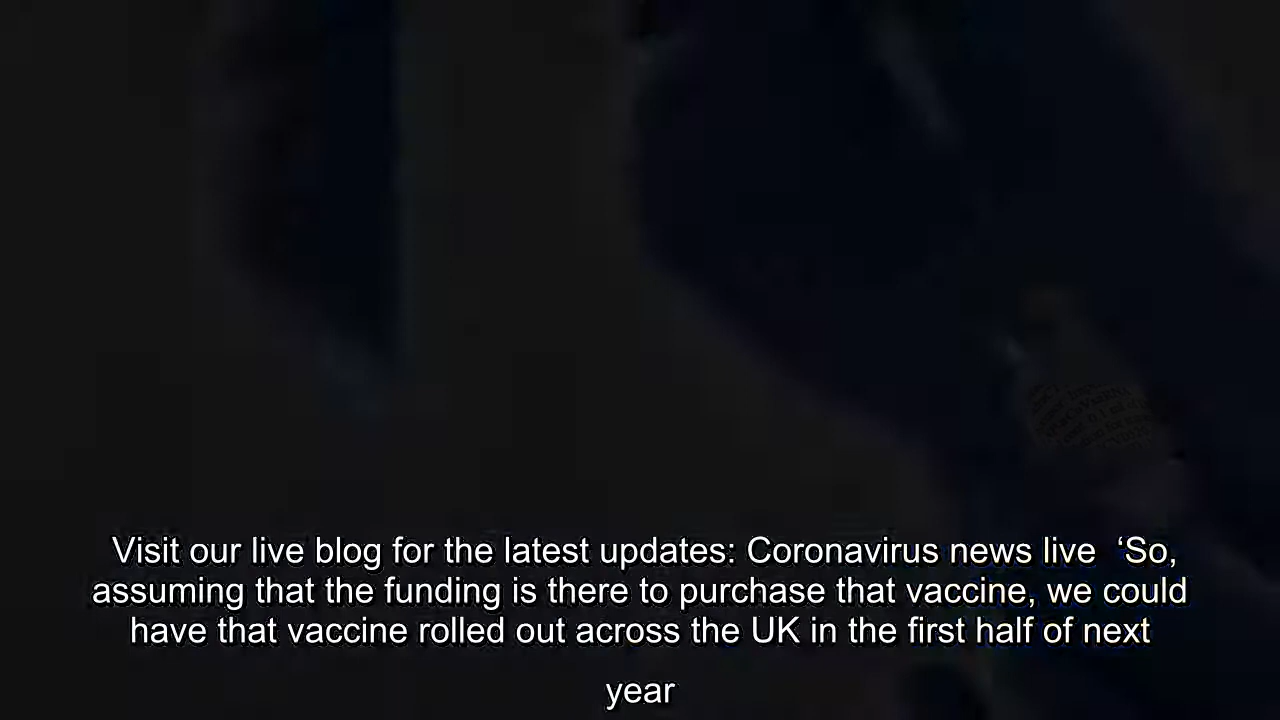 Visit our live blog for the latest updates: Coronavirus news live ‘So,
assuming that the funding is there to purchase that vaccine, we could
have that vaccine rolled out across the UK in the first half of next
year